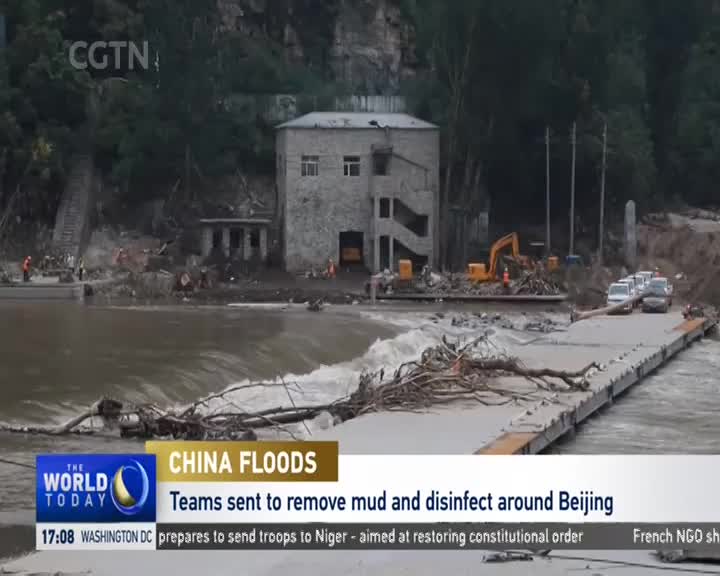 CGTN
CHINA FLOODS
THE WORLD TODAY
Teams sent to remove mud and disinfect around Beijing
17:08 WASHINGTON DC
prepares to send troops to Niger - aimed at restoring constitutional order French NGO sh